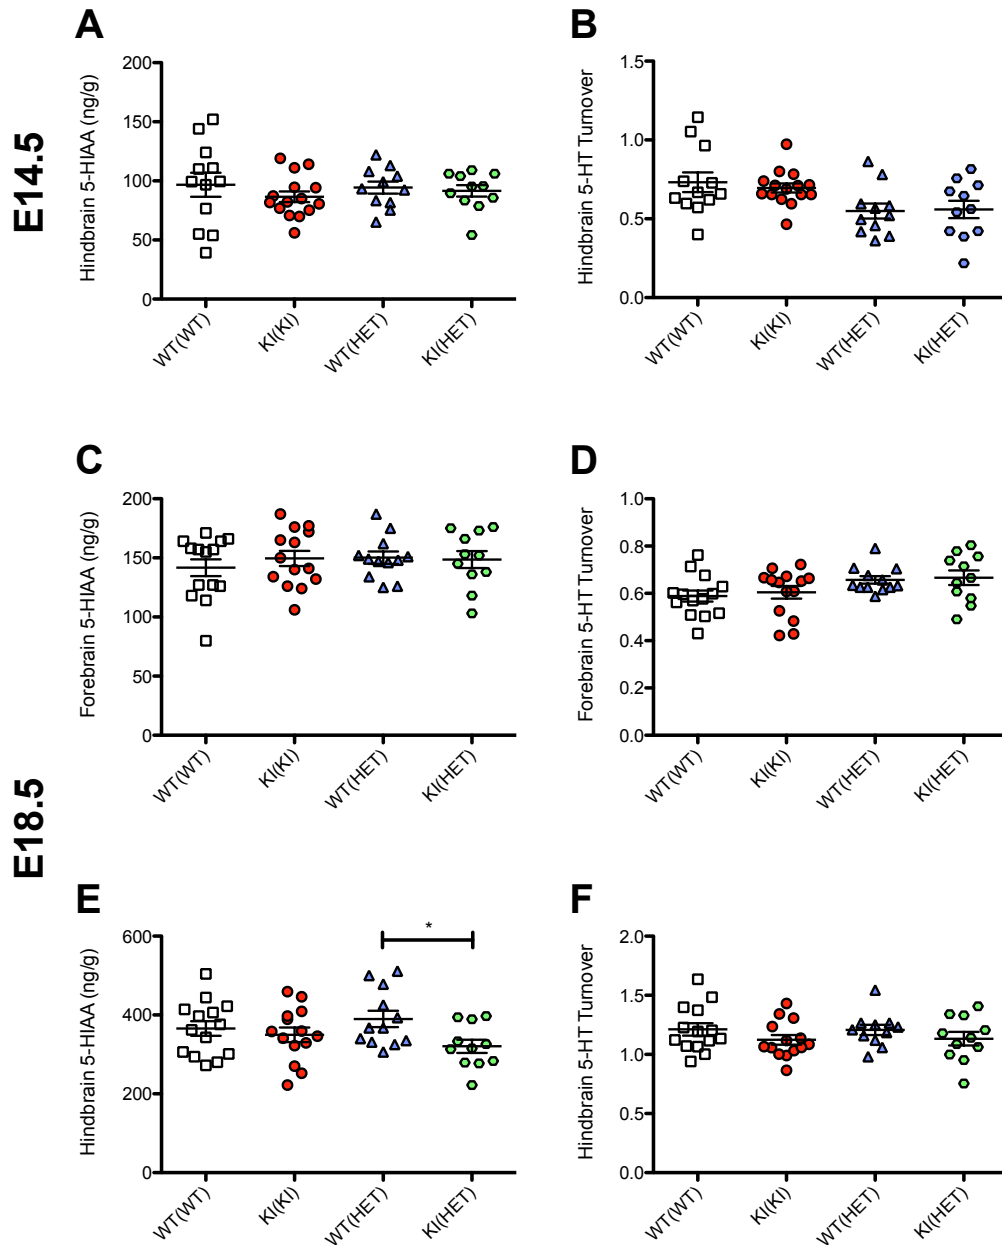 E14.5
A
Hindbrain 5-HIAA (ng/g)
200
150
100
50
0
WT(WT)
KI(KI)
WT(HET)
KI(HET)
B
Hindbrain 5-HT Turnover
1.5
1.0
0.5
0.0
WT(WT)
KI(KI)
WT(HET)
KI(HET)
E18.5
C
Forebrain 5-HIAA (ng/g)
200
150
100
50
0
WT(WT)
KI(KI)
WT(HET)
KI(HET)
D
Forebrain 5-HT Turnover
1.0
0.8
0.6
0.4
0.2
0.0
WT(WT)
KI(KI)
WT(HET)
KI(HET)
E
Hindbrain 5-HIAA (ng/g)
600
400
200
0
*
WT(WT)
KI(KI)
WT(HET)
KI(HET)
F
Hindbrain 5-HT Turnover
2.0
1.5
1.0
0.5
0.0
WT(WT)
KI(KI)
WT(HET)
KI(HET)